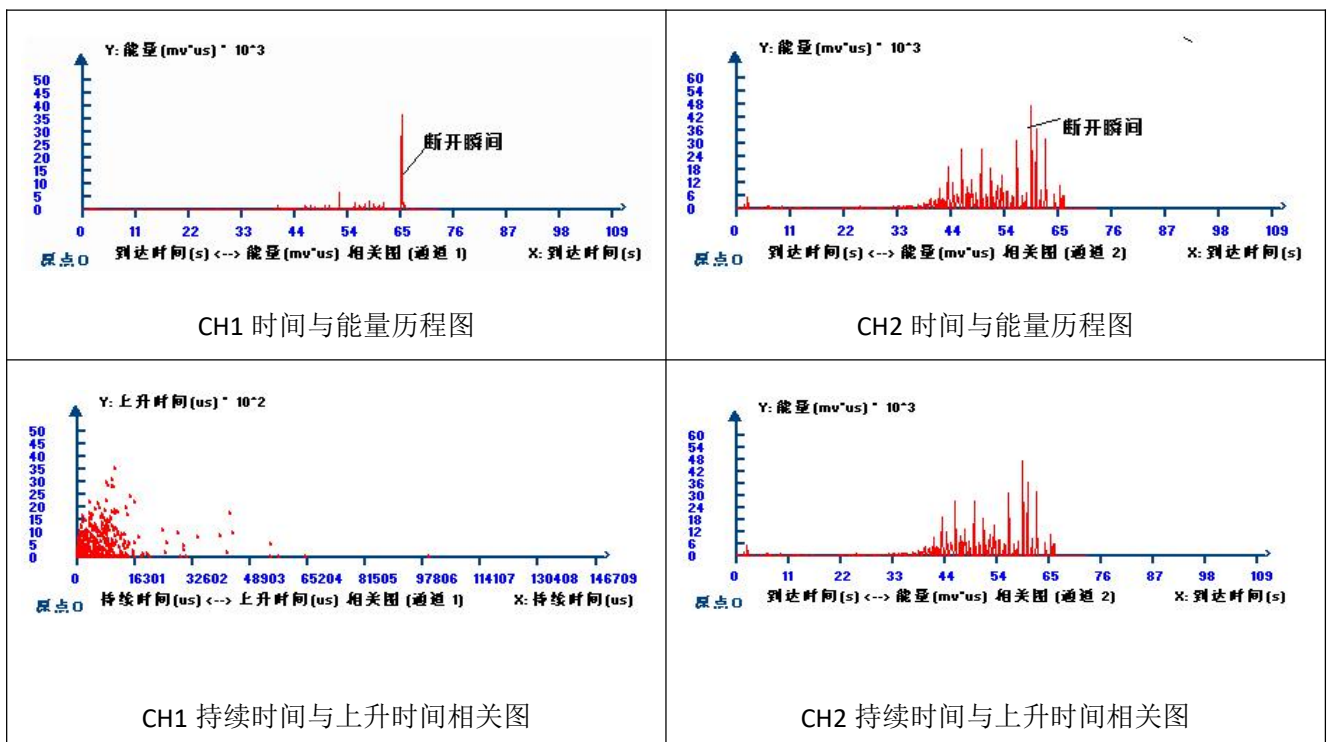 Y: 能量(mv*us) * 10^3
50
45
40
35
30
25
20
15
10
5
0
断开瞬间
0 11 22 33 44 54 65 76 87 98 109
原点0 到达时间(s) <--> 能量(mv*us) 相关图 (通道 1) X: 到达时间(s)
CH1 时间与能量历程图
Y: 能量(mv*us) * 10^3
60
54
48
42
36
30
24
18
12
6
0
断开瞬间
0 11 22 33 44 54 65 76 87 98 109
原点0 到达时间(s) <--> 能量(mv*us) 相关图 (通道 2) X: 到达时间(s)
CH2 时间与能量历程图
Y: 上升时间(us) * 10^2
50
45
40
35
30
25
20
15
10
5
0
0 16301 32602 48903 65204 81505 97806 114107 130408 146709
原点0 持续时间(us) <--> 上升时间(us) 相关图 (通道 1) X: 持续时间(us)
CH1 持续时间与上升时间相关图
Y: 能量(mv*us) * 10^3
60
54
48
42
36
30
24
18
12
6
0
0 11 22 33 44 54 65 76 87 98 109
原点0 到达时间(s) <--> 能量(mv*us) 相关图 (通道 2) X: 到达时间(s)
CH2 持续时间与上升时间相关图